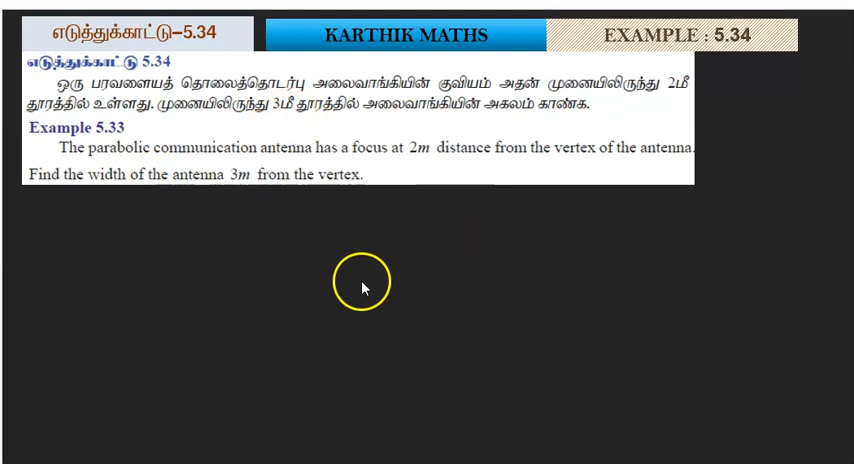 எடுத்துக்காட்டு–5.34
KARTHIK MATHS
EXAMPLE : 5.34
எடுத்துக்காட்டு 5.34
ஒரு பரவளையத் தொலைத்தொடர்பு அலைவாங்கியின் குவியம் அதன் முனையிலிருந்து 2மீ
தூரத்தில் உள்ளது. முனையிலிருந்து 3மீ தூரத்தில் அலைவாங்கியின் அகலம் காண்க.
Example 5.33
The parabolic communication antenna has a focus at 2m distance from the vertex of the antenna.
Find the width of the antenna 3m from the vertex.